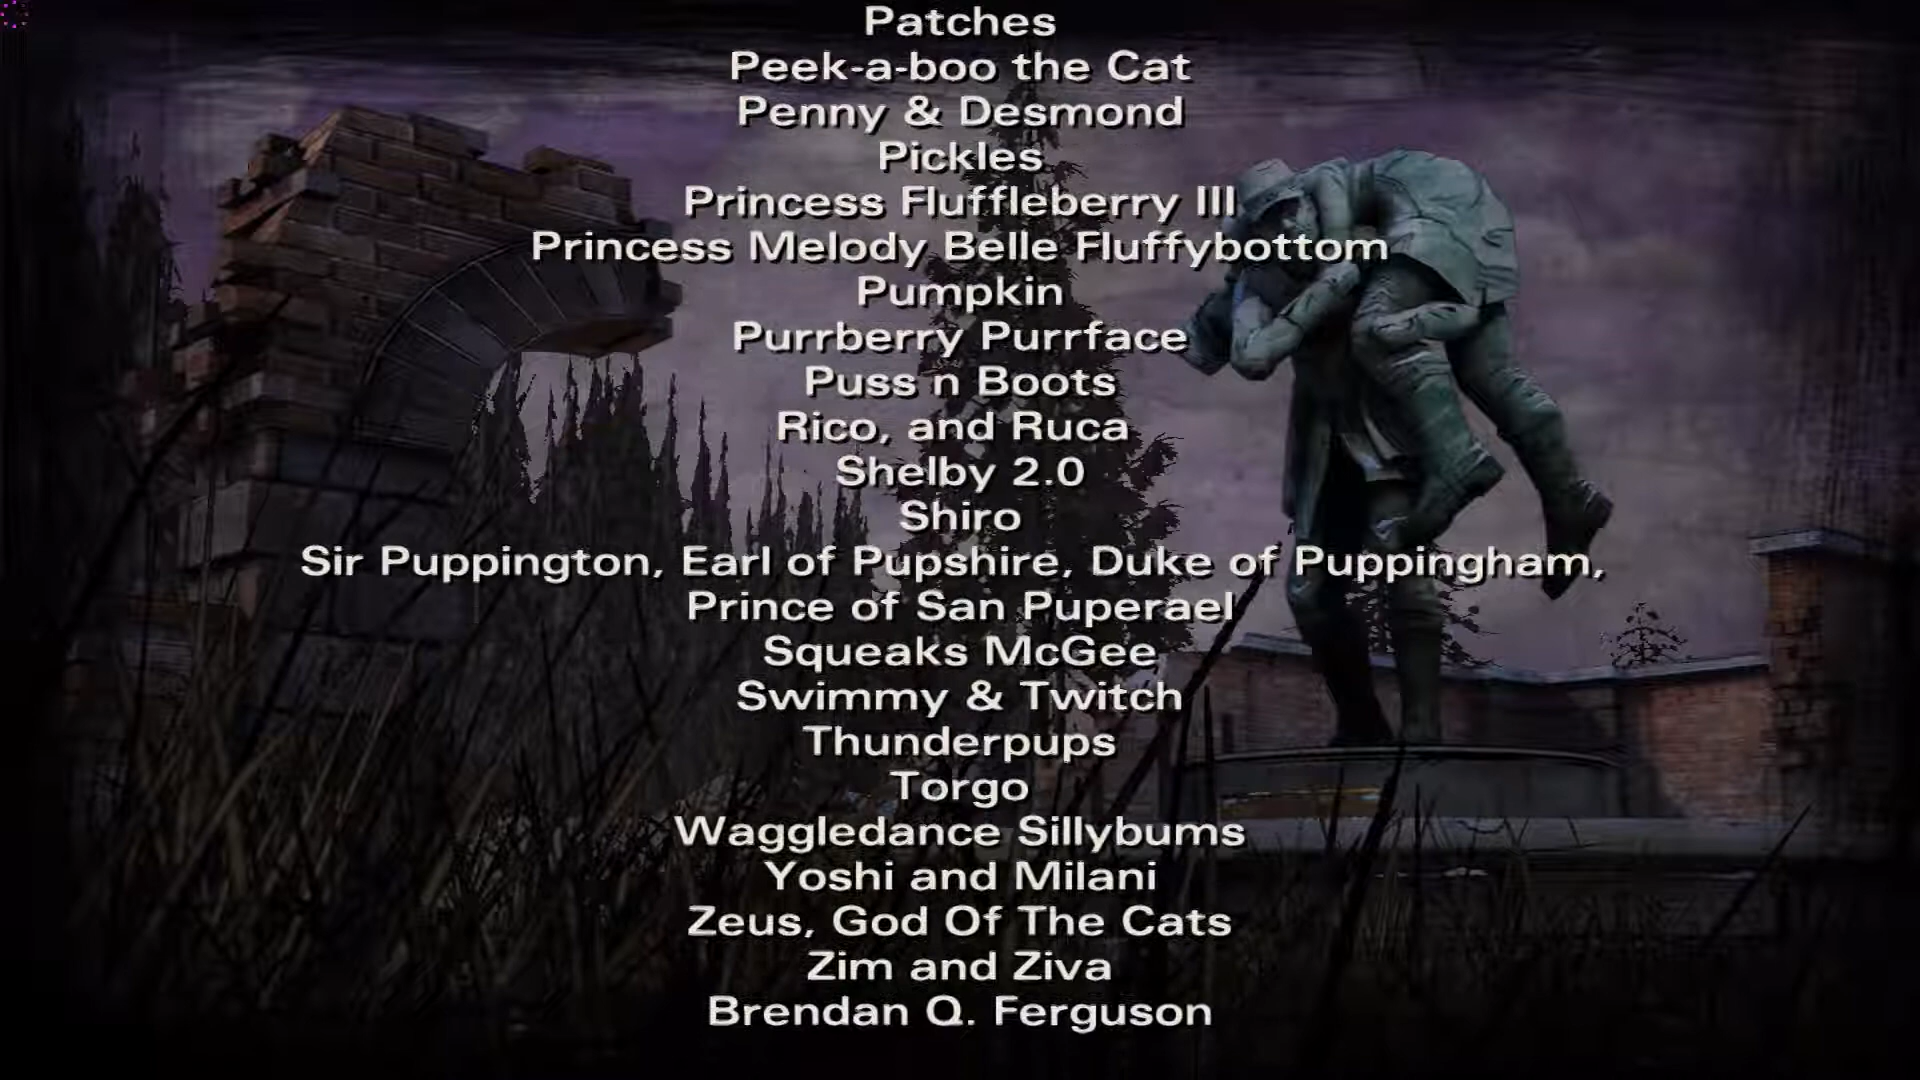 Patches
Peek-a-boo the Cat
Penny & Desmond
Pickles
Princess Fluffleberry III
Princess Melody Belle Fluffybottom
Pumpkin
Purrberry Purrface
Puss n Boots
Rico, and Ruca
Shelby 2.0
Shiro
Sir Puppington, Earl of Pupshire, Duke of Puppingham,
Prince of San Puperael
Squeaks McGee
Swimmy & Twitch
Thunderpups
Torgo
Waggledance Sillybums
Yoshi and Milani
Zeus, God Of The Cats
Zim and Ziva
Brendan Q. Ferguson